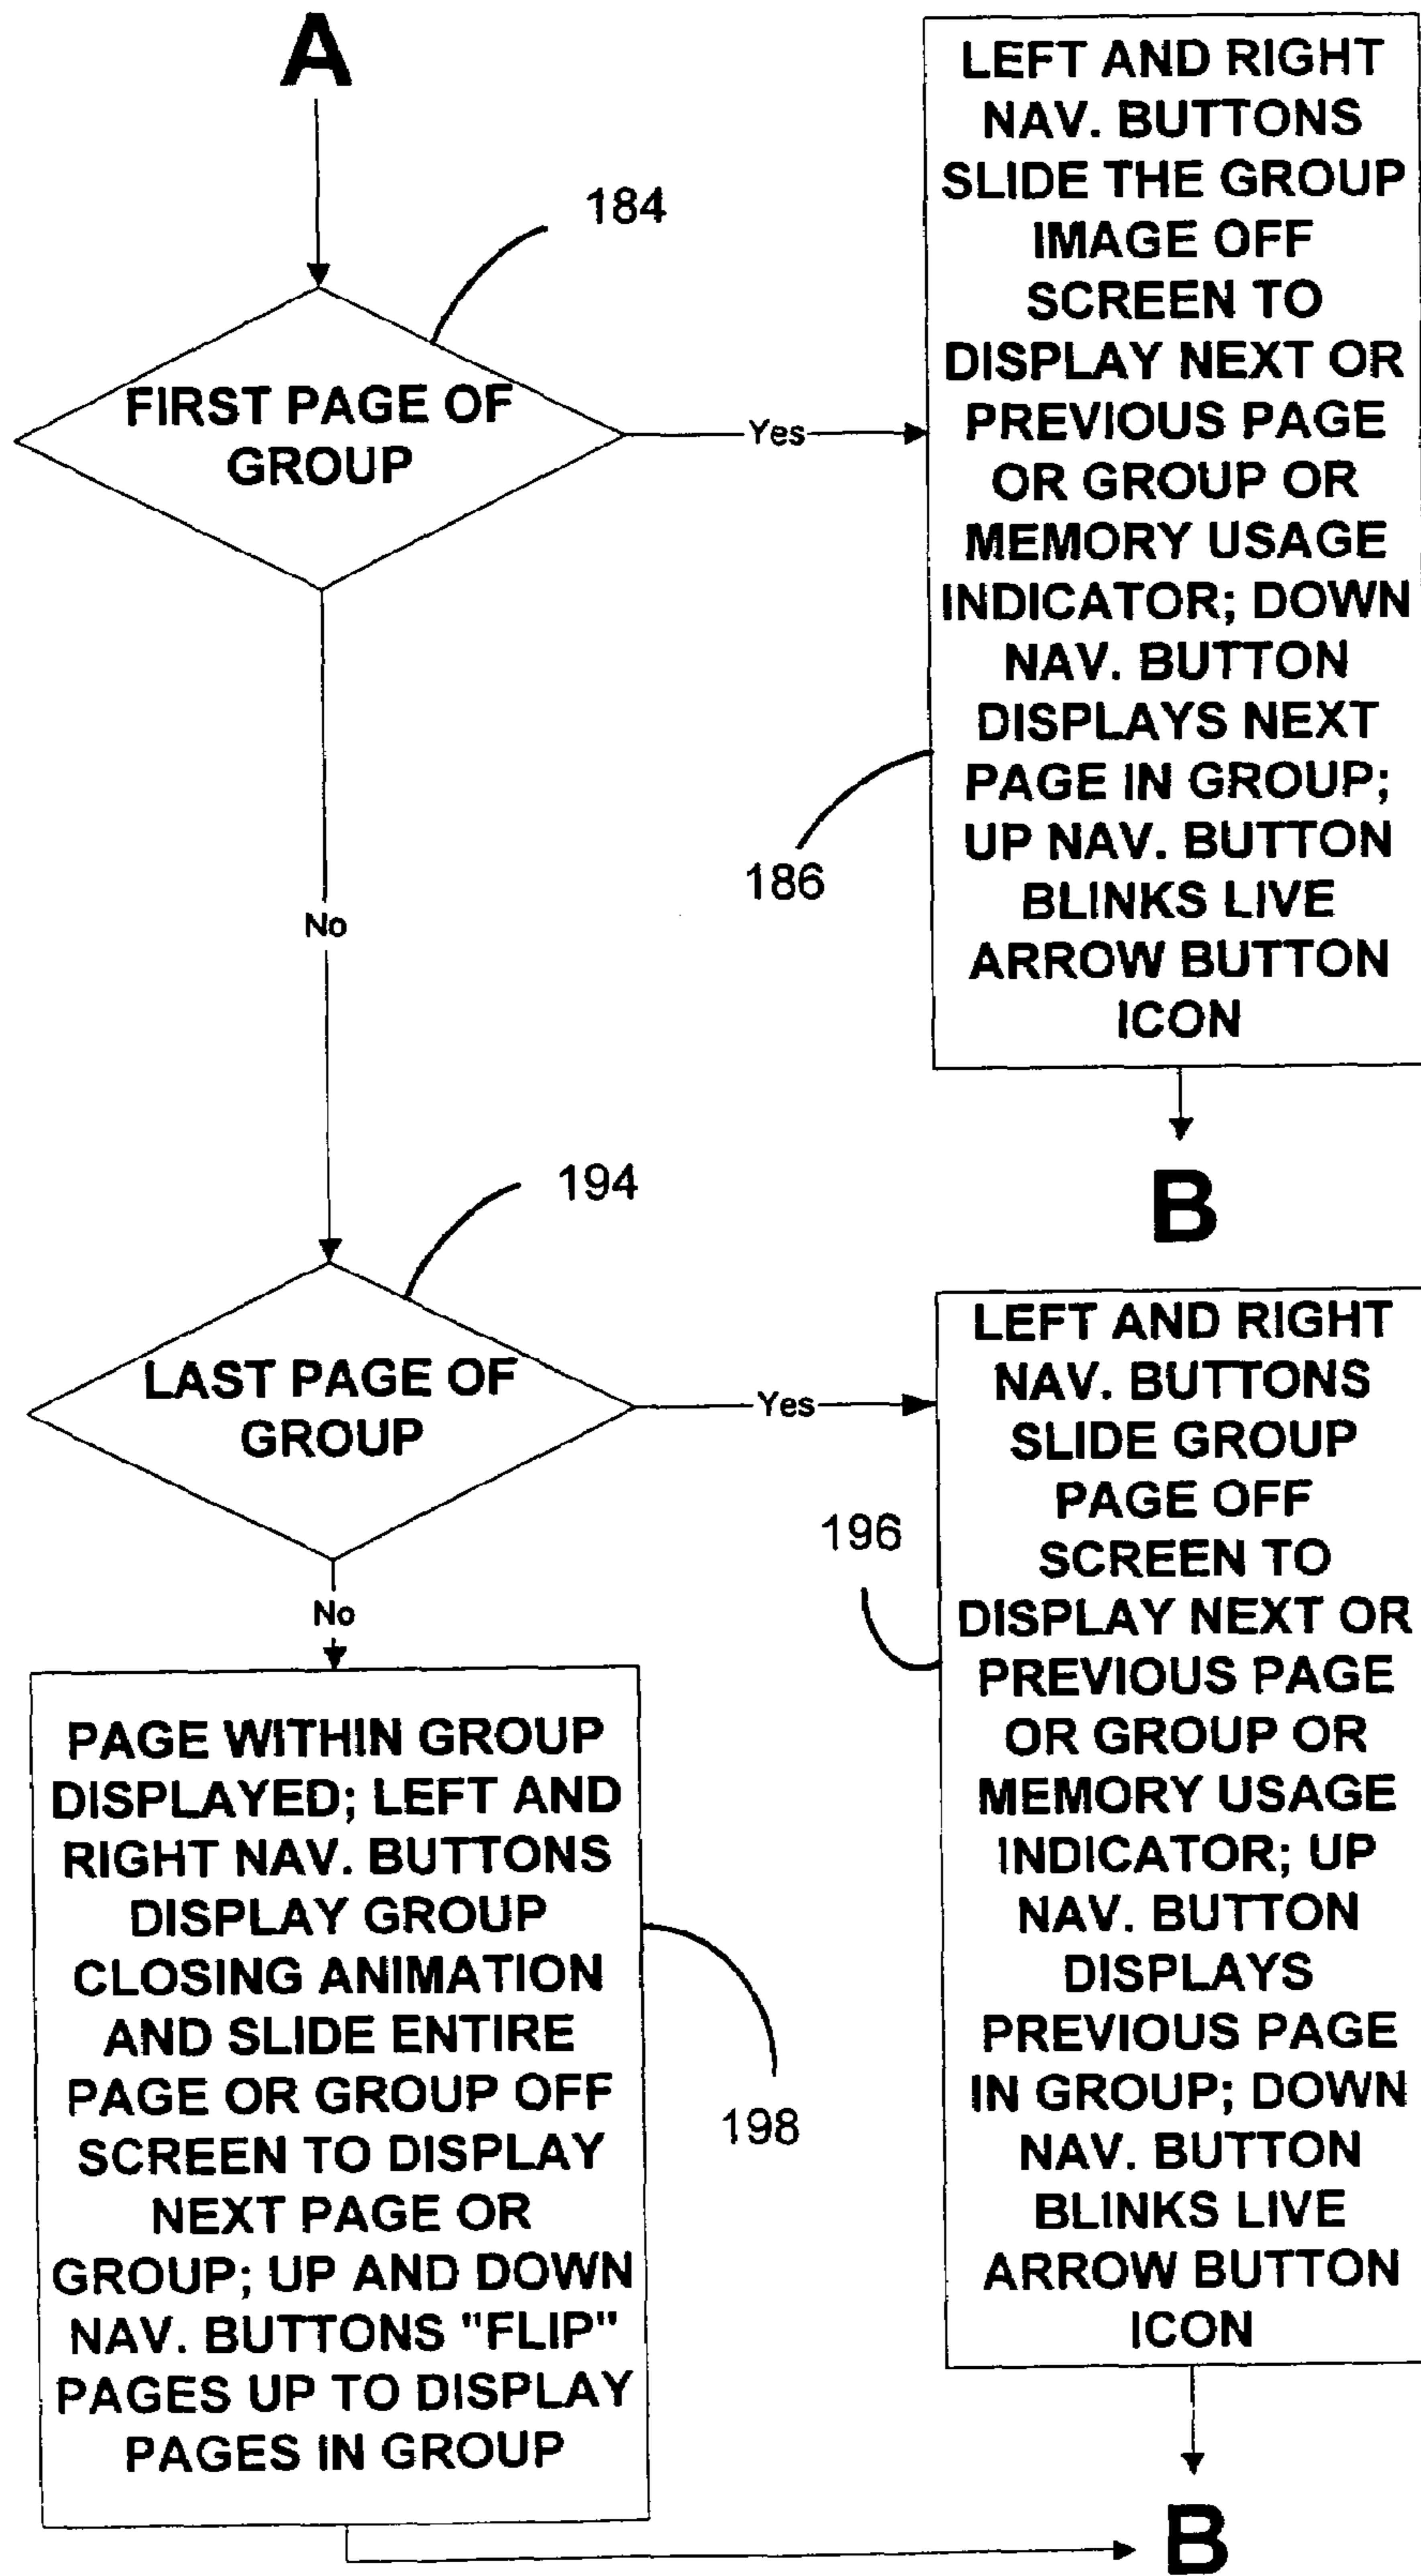 A
184
FIRST PAGE OF
GROUP
Yes
No
LEFT AND RIGHT
NAV. BUTTONS
SLIDE THE GROUP
IMAGE OFF
SCREEN TO
DISPLAY NEXT OR
PREVIOUS PAGE
OR GROUP OR
MEMORY USAGE
INDICATOR; DOWN
NAV. BUTTON
DISPLAYS NEXT
PAGE IN GROUP;
UP NAV. BUTTON
BLINKS LIVE
ARROW BUTTON
ICON
186
B
194
LAST PAGE OF
GROUP
Yes
No
LEFT AND RIGHT
NAV. BUTTONS
SLIDE GROUP
PAGE OFF
SCREEN TO
DISPLAY NEXT OR
PREVIOUS PAGE
OR GROUP OR
MEMORY USAGE
INDICATOR; UP
NAV. BUTTON
DISPLAYS
PREVIOUS PAGE
IN GROUP; DOWN
NAV. BUTTON
BLINKS LIVE
ARROW BUTTON
ICON
196
PAGE WITHIN GROUP
DISPLAYED; LEFT AND
RIGHT NAV. BUTTONS
DISPLAY GROUP
CLOSING ANIMATION
AND SLIDE ENTIRE
PAGE OR GROUP OFF
SCREEN TO DISPLAY
NEXT PAGE OR
GROUP; UP AND DOWN
NAV. BUTTONS "FLIP"
PAGES UP TO DISPLAY
PAGES IN GROUP
198
B